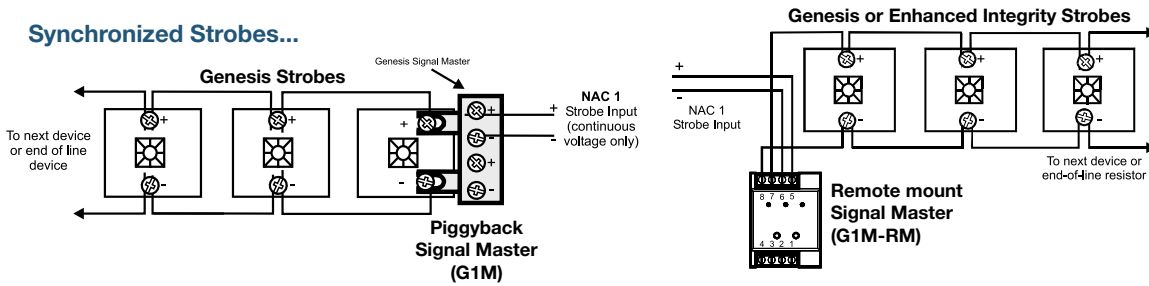 Synchronized Strobes...
Genesis Signal Master
Genesis Strobes
+
+
+
-
-
-
+
-
+
-
+
-
NAC 1
Strobe Input
(continuous
voltage only)
To next device
or end of line
device
Piggyback
Signal Master
(G1M)
Genesis or Enhanced Integrity Strobes
+
-
NAC 1
Strobe Input
+
+
+
-
-
-
To next device or
end-of-line resistor
8 7 6 5
4 3 2 1
Remote mount
Signal Master
(G1M-RM)